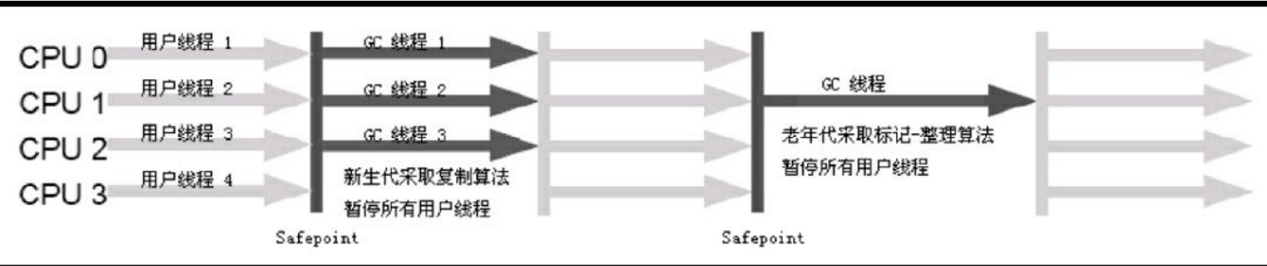 CPU 0
用户线程 1
GC 线程 1
CPU 1
用户线程 2
GC 线程 2
GC 线程
CPU 2
用户线程 3
GC 线程 3
老年代采取标记-整理算法
暂停所有用户线程
CPU 3
用户线程 4
新生代采取复制算法
暂停所有用户线程
Safepoint
Safepoint